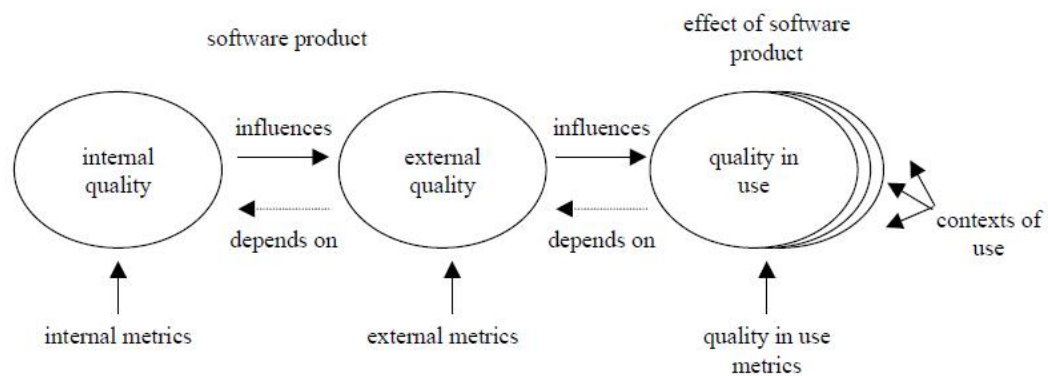 software product
effect of software
product
internal
quality
influences
depends on
external
quality
influences
depends on
quality in
use
contexts of
use
internal metrics
external metrics
quality in use
metrics